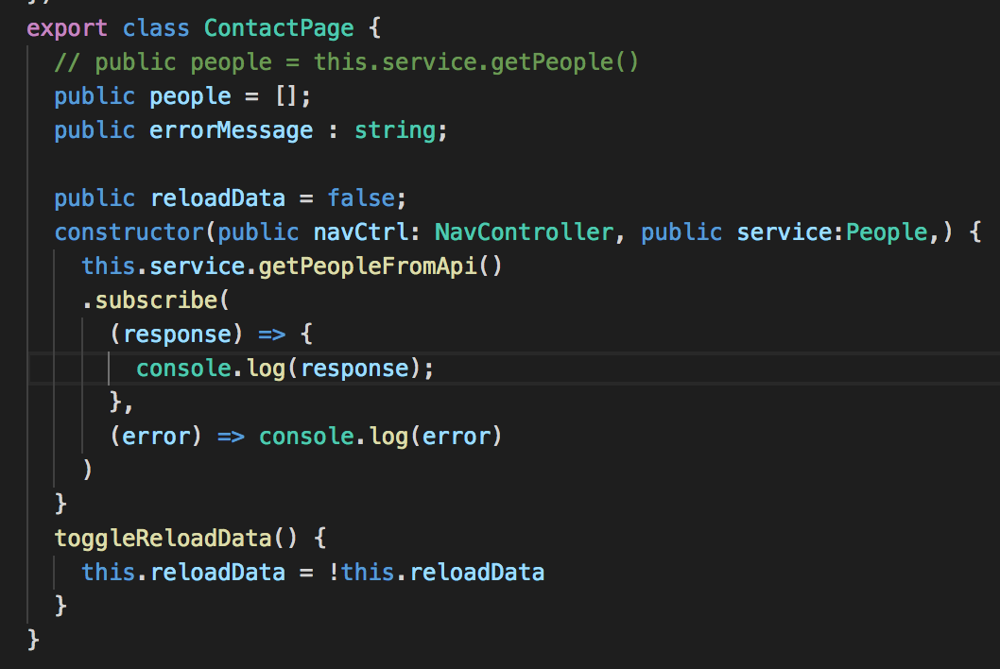 });
export class ContactPage {
// public people = this.service.getPeople()
public people = [];
public errorMessage : string;
public reloadData = false;
constructor(public navCtrl: NavController, public service:People,) {
this.service.getPeopleFromApi()
.subscribe(
(response) => {
console.log(response);
},
(error) => console.log(error)
)
}
toggleReloadData() {
this.reloadData = !this.reloadData
}
}